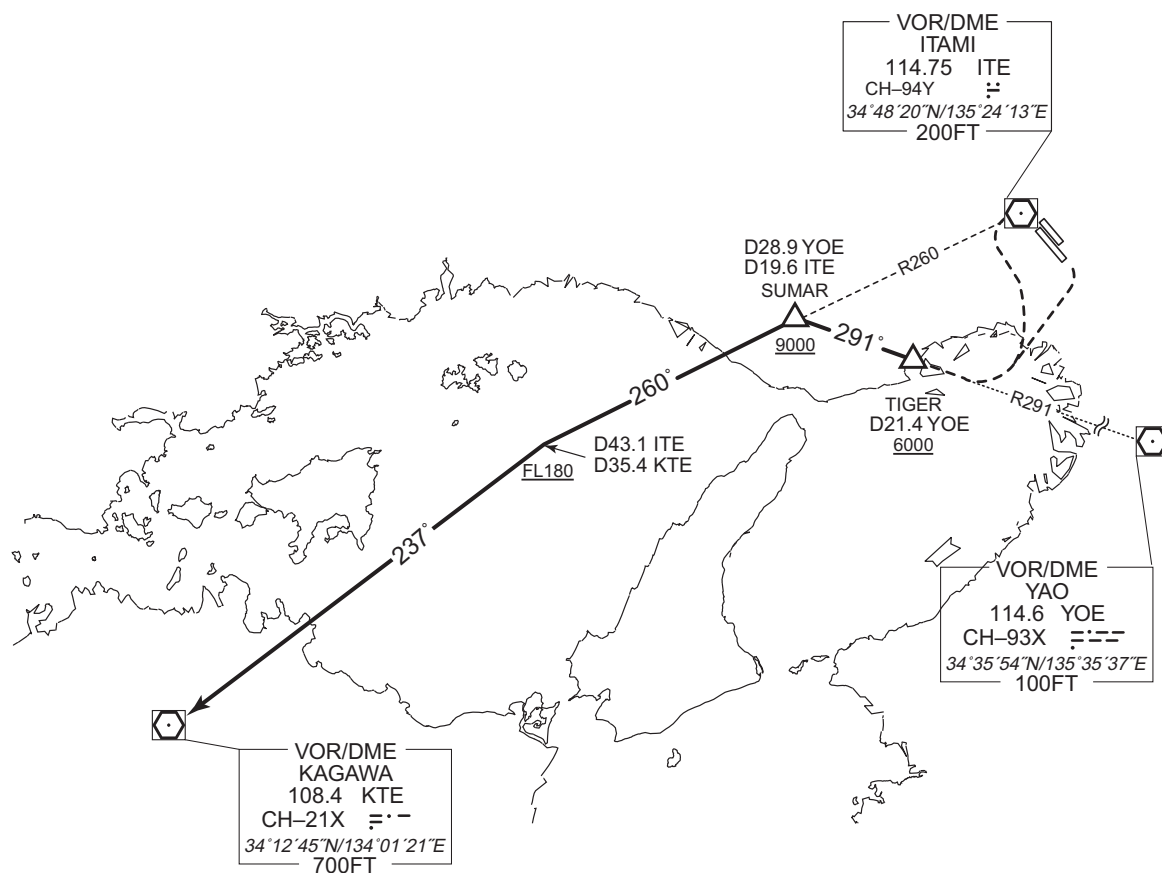 VOR/DME
ITAMI
114.75 ITE
CH–94Y
34°48´20˝N/135°24´13˝E
200FT
R260
D28.9 YOE
D19.6 ITE
SUMAR
9000
291°
TIGER
D21.4 YOE
6000
R291
260°
D43.1 ITE
D35.4 KTE
FL180
237°
VOR/DME
YAO
114.6 YOE
CH–93X
34°35´54˝N/135°35´37˝E
100FT
VOR/DME
KAGAWA
108.4 KTE
CH–21X
34°12´45˝N/134°01´21˝E
700FT